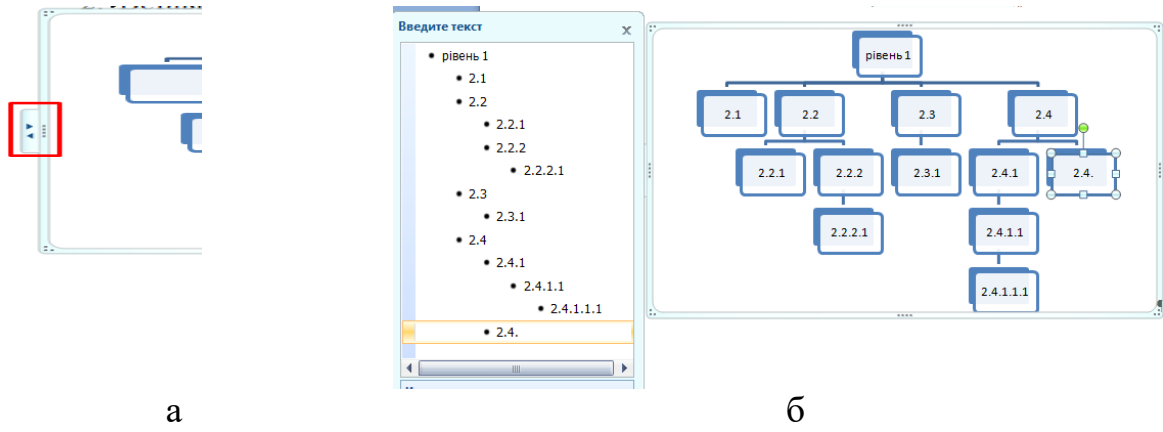 Введите текст
x
• рівень 1
• 2.1
• 2.2
• 2.2.1
• 2.2.2
• 2.2.2.1
• 2.3
• 2.3.1
• 2.4
• 2.4.1
• 2.4.1.1
• 2.4.1.1.1
• 2.4.
рівень 1
2.1 2.2 2.3 2.4
2.2.1 2.2.2 2.3.1 2.4.1 2.4.
2.2.2.1 2.4.1.1
2.4.1.1.1
а б